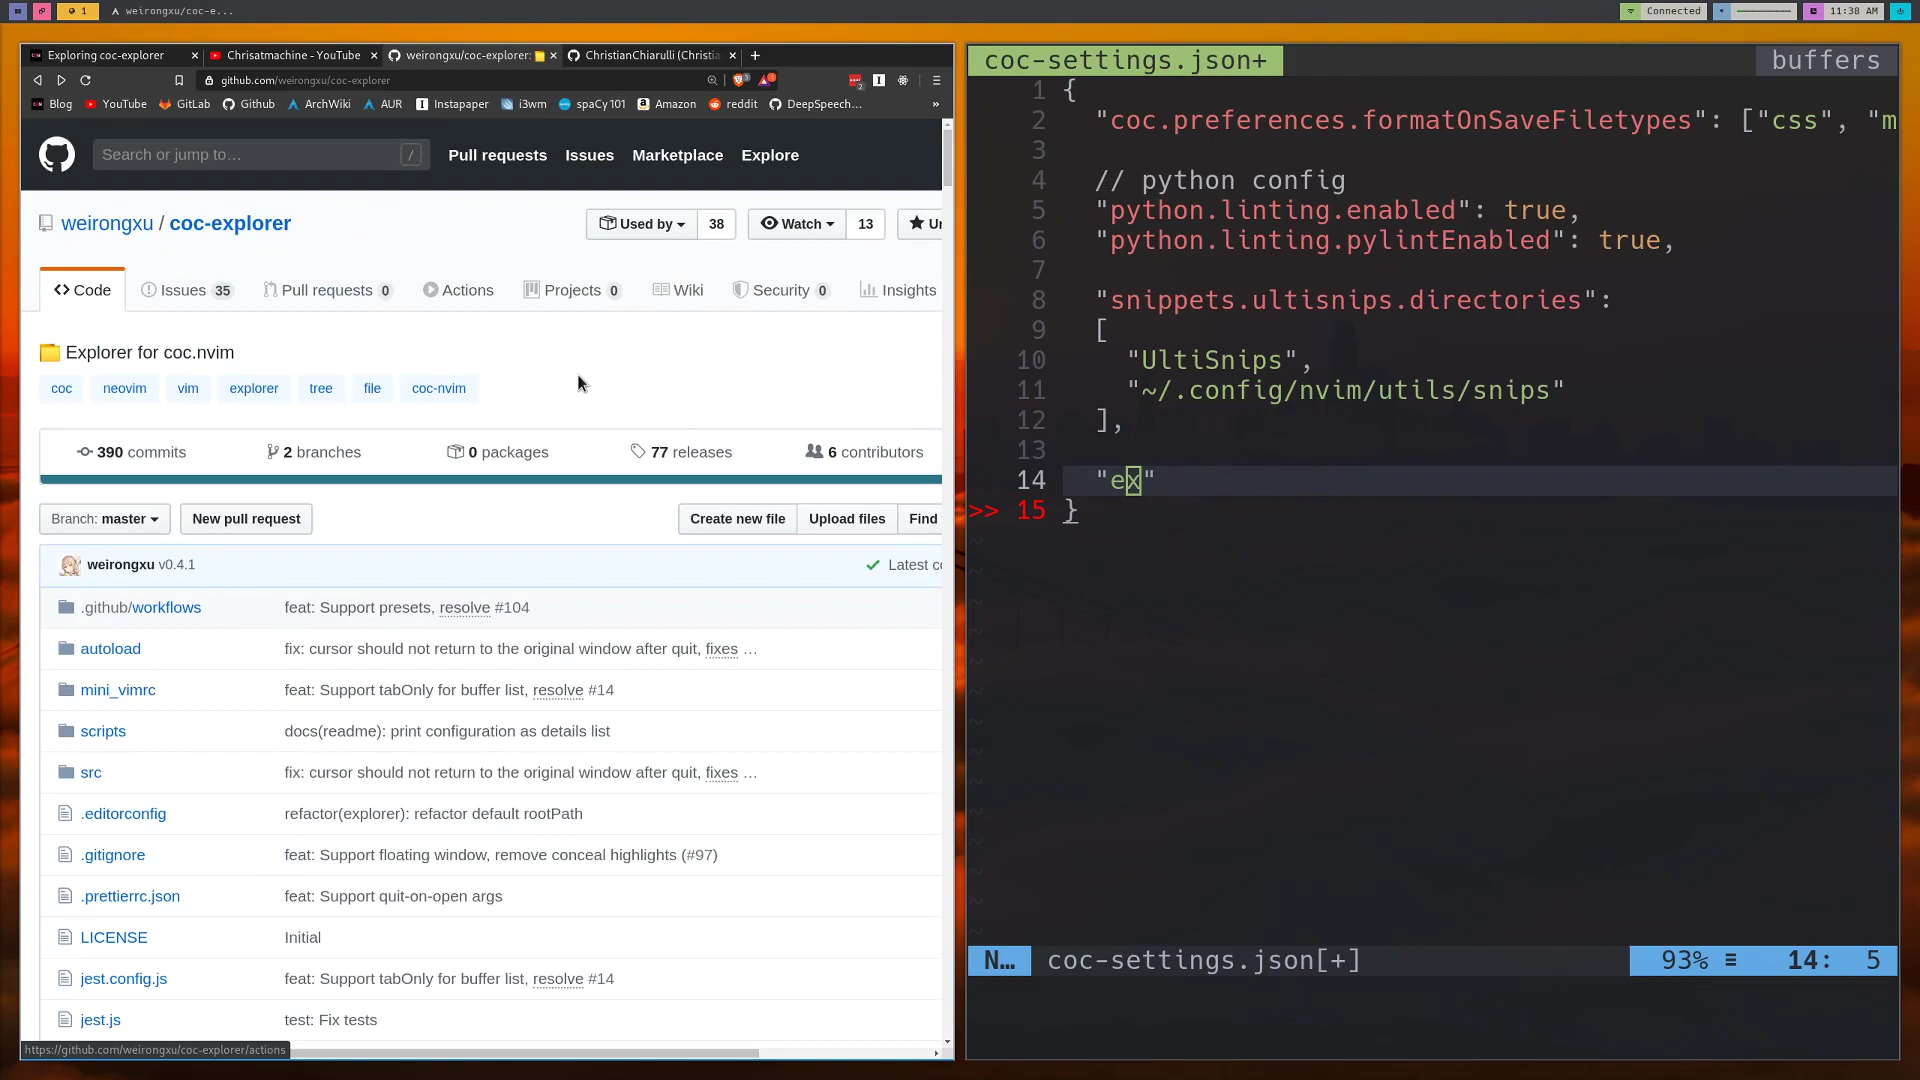 1
weirongxu/coc-e...
Connected
11:38 AM
Exploring coc-explorer
Chrisatmachine - YouTube
weirongxu/coc-explorer:
ChristianChiarulli (Christia
github.com/weirongxu/coc-explorer
Blog
YouTube
GitLab
Github
ArchWiki
AUR
Instapaper
i3wm
spaCy 101
Amazon
reddit
DeepSpeech...
»
Search or jump to…
/
Pull requests
Issues
Marketplace
Explore
weirongxu / coc-explorer
Used by
38
Watch
13
Un
Code
Issues 35
Pull requests 0
Actions
Projects 0
Wiki
Security 0
Insights
Explorer for coc.nvim
coc
neovim
vim
explorer
tree
file
coc-nvim
390 commits
2 branches
0 packages
77 releases
6 contributors
Branch: master
New pull request
Create new file
Upload files
Find
weirongxu v0.4.1
Latest co
.github/workflows
feat: Support presets, resolve #104
autoload
fix: cursor should not return to the original window after quit, fixes …
mini_vimrc
feat: Support tabOnly for buffer list, resolve #14
scripts
docs(readme): print configuration as details list
src
fix: cursor should not return to the original window after quit, fixes …
.editorconfig
refactor(explorer): refactor default rootPath
.gitignore
feat: Support floating window, remove conceal highlights (#97)
.prettierrc.json
feat: Support quit-on-open args
LICENSE
Initial
jest.config.js
feat: Support tabOnly for buffer list, resolve #14
jest.js
test: Fix tests
https://github.com/weirongxu/coc-explorer/actions
coc-settings.json+
buffers
1 {
2 "coc.preferences.formatOnSaveFiletypes": ["css", "m
3
4 // python config
5 "python.linting.enabled": true,
6 "python.linting.pylintEnabled": true,
7
8 "snippets.ultisnips.directories":
9 [
10 "UltiSnips",
11 "~/.config/nvim/utils/snips"
12 ],
13
14 "ex"
>> 15 }
N… coc-settings.json[+] 93% ≡ 14: 5